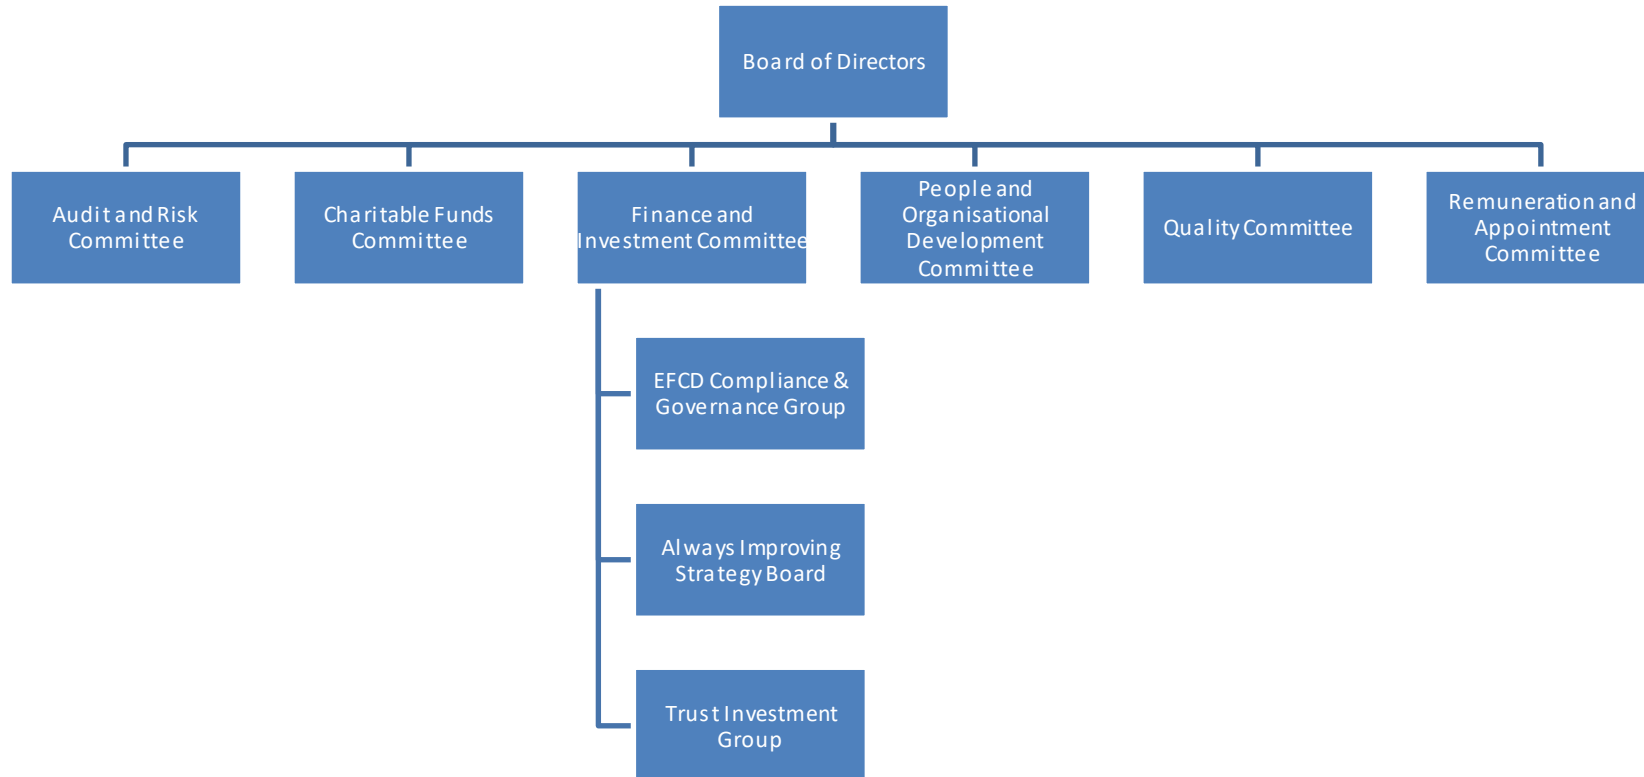 Board of Directors
Audit and Risk
Committee
Charitable Funds
Committee
Finance and
Investment Committee
People and
Organisational
Development
Committee
Quality Committee
Remuneration and
Appointment
Committee
EFCD Compliance &
Governance Group
Always Improving
Strategy Board
Trust Investment
Group